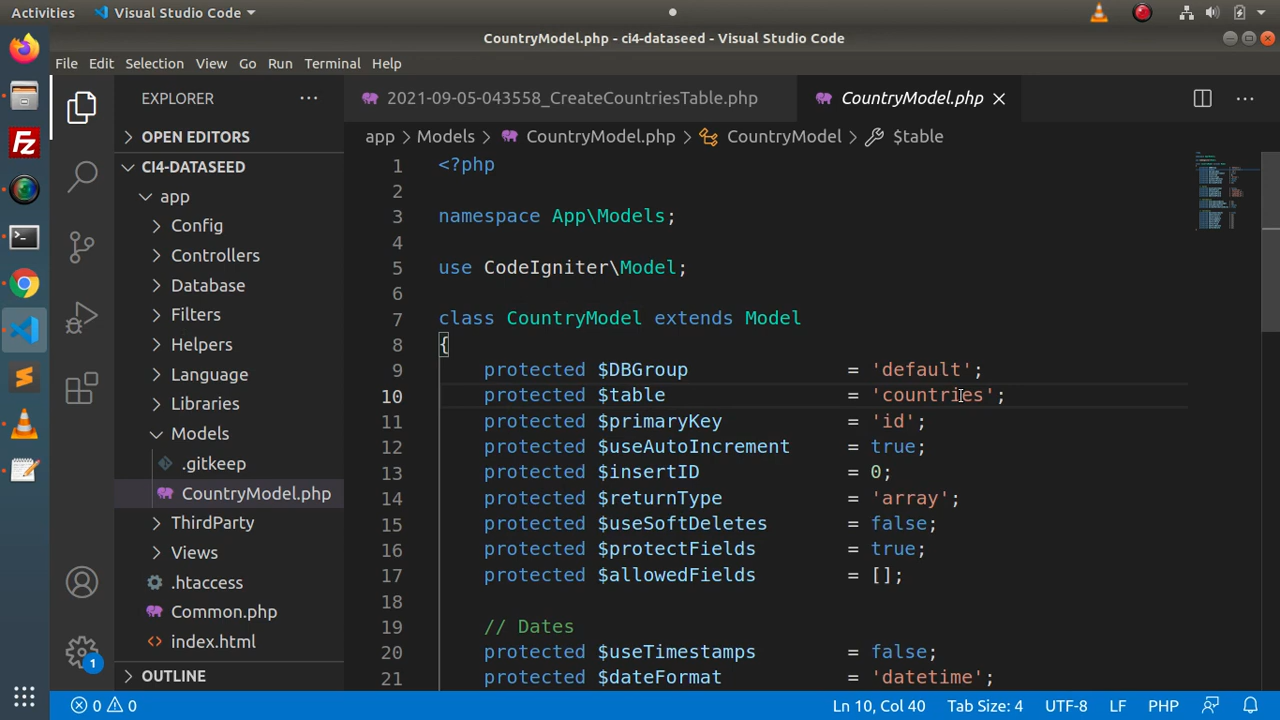 Activities
Visual Studio Code
CountryModel.php - ci4-dataseed - Visual Studio Code
File Edit Selection View Go Run Terminal Help
EXPLORER
OPEN EDITORS
CI4-DATASEED
app
Config
Controllers
Database
Filters
Helpers
Language
Libraries
Models
.gitkeep
CountryModel.php
ThirdParty
Views
.htaccess
Common.php
index.html
OUTLINE
2021-09-05-043558_CreateCountriesTable.php
CountryModel.php
app > Models > CountryModel.php > CountryModel > $table
1 <?php
2
3 namespace App\Models;
4
5 use CodeIgniter\Model;
6
7 class CountryModel extends Model
8 {
9 protected $DBGroup = 'default';
10 protected $table = 'countries';
11 protected $primaryKey = 'id';
12 protected $useAutoIncrement = true;
13 protected $insertID = 0;
14 protected $returnType = 'array';
15 protected $useSoftDeletes = false;
16 protected $protectFields = true;
17 protected $allowedFields = [];
18
19 // Dates
20 protected $useTimestamps = false;
21 protected $dateFormat = 'datetime';
1
0 0
Ln 10, Col 40 Tab Size: 4 UTF-8 LF PHP